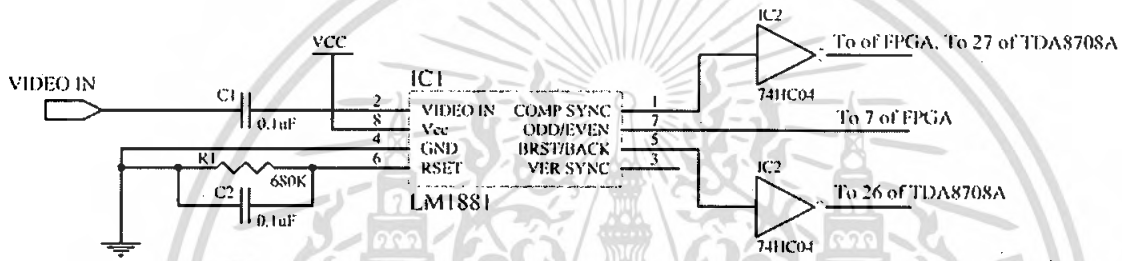 IC2
To of FPGA, To 27 of TDA8708A
74HC04
VCC
VIDEO IN
C1
0.1uF
IC1
2 VIDEO IN COMP SYNC 1
8 Vcc ODD/EVEN 7
4 GND BRST/BACK 5
6 RSET VER SYNC 3
LM1881
To 7 of FPGA
R1
680K
C2
0.1uF
IC2
To 26 of TDA8708A
74HC04